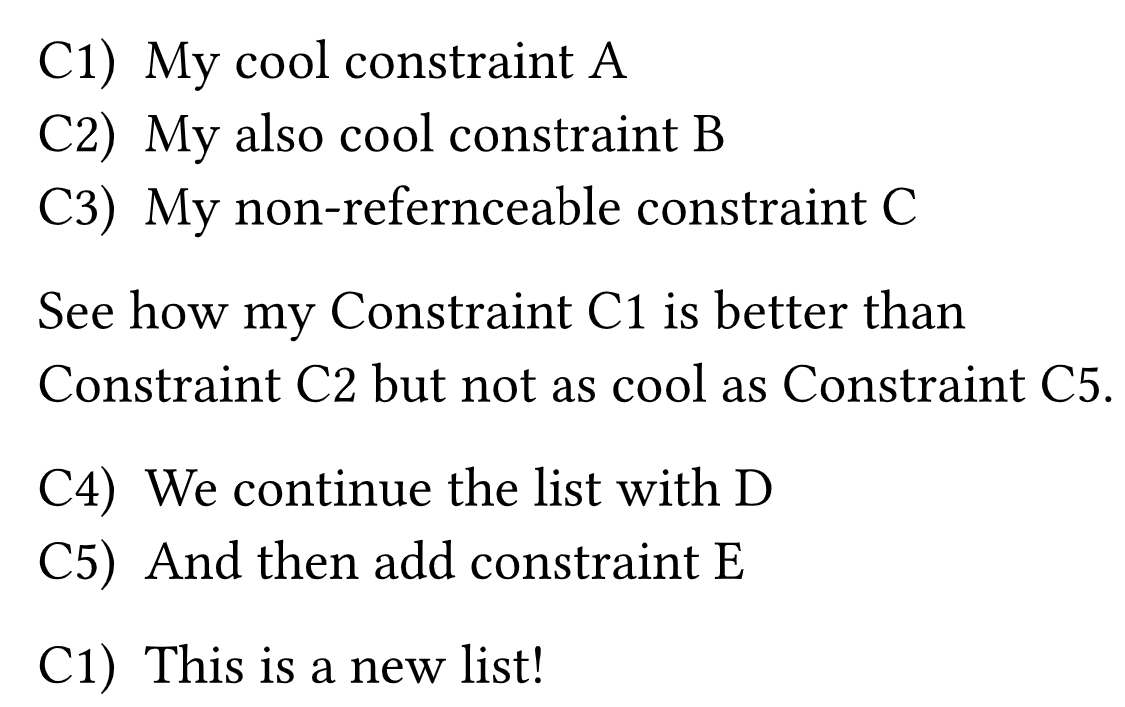 C1) My cool constraint A
C2) My also cool constraint B
C3) My non-refernceable constraint C
See how my Constraint C1 is better than
Constraint C2 but not as cool as Constraint C5.
C4) We continue the list with D
C5) And then add constraint E
C1) This is a new list!